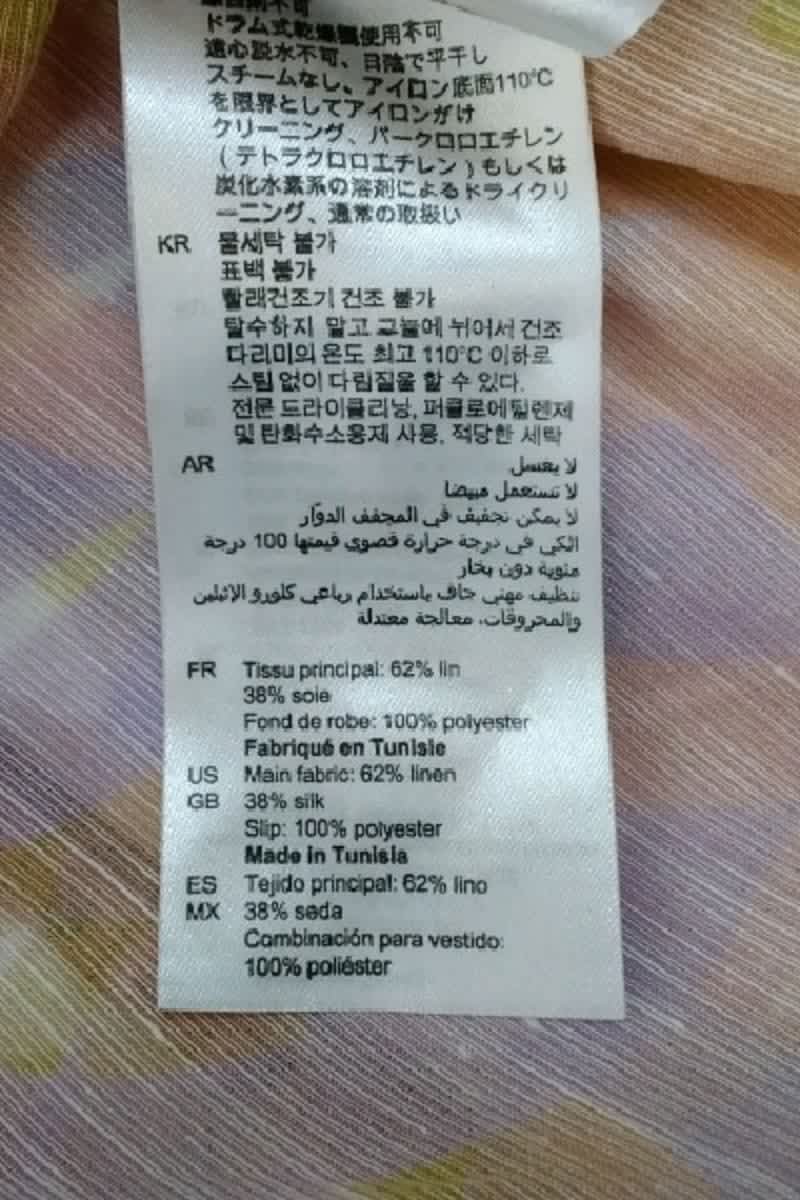 ドラム式乾燥機使用不可
遠心脱水不可、日陰で平干し
スチームなし、アイロン底面110℃
を限界としてアイロンがけ
クリーニング、パークロロエチレン
(テトラクロロエチレン)もしくは
炭化水素系の溶剤によるドライクリ
ーニング、通常の取扱い
KR 물세탁 불가
표백 불가
빨래건조기 건조 불가
탈수하지 말고 그늘에 뉘어서 건조
다리미의 온도 최고 110℃ 이하로
스팀 없이 다림질을 할 수 있다.
전문 드라이클리닝, 퍼클로에틸렌제
및 탄화수소용제 사용, 적당한 세탁
AR لا يغسل
لا تستعمل مبيضا
لا يمكن تجفيف في المجفف الدوّار
الكي في درجة حرارة قصوى قيمتها 100 درجة
مئوية دون بخار
تنظيف مهني جاف باستخدام رباعي كلورو الإثيلين
والمحروقات، معالجة معتدلة
FR Tissu principal: 62% lin
38% soie
Fond de robe: 100% polyester
Fabriqué en Tunisie
US Main fabric: 62% linen
GB 38% silk
Slip: 100% polyester
Made in Tunisia
ES Tejido principal: 62% lino
MX 38% seda
Combinación para vestido:
100% poliéster